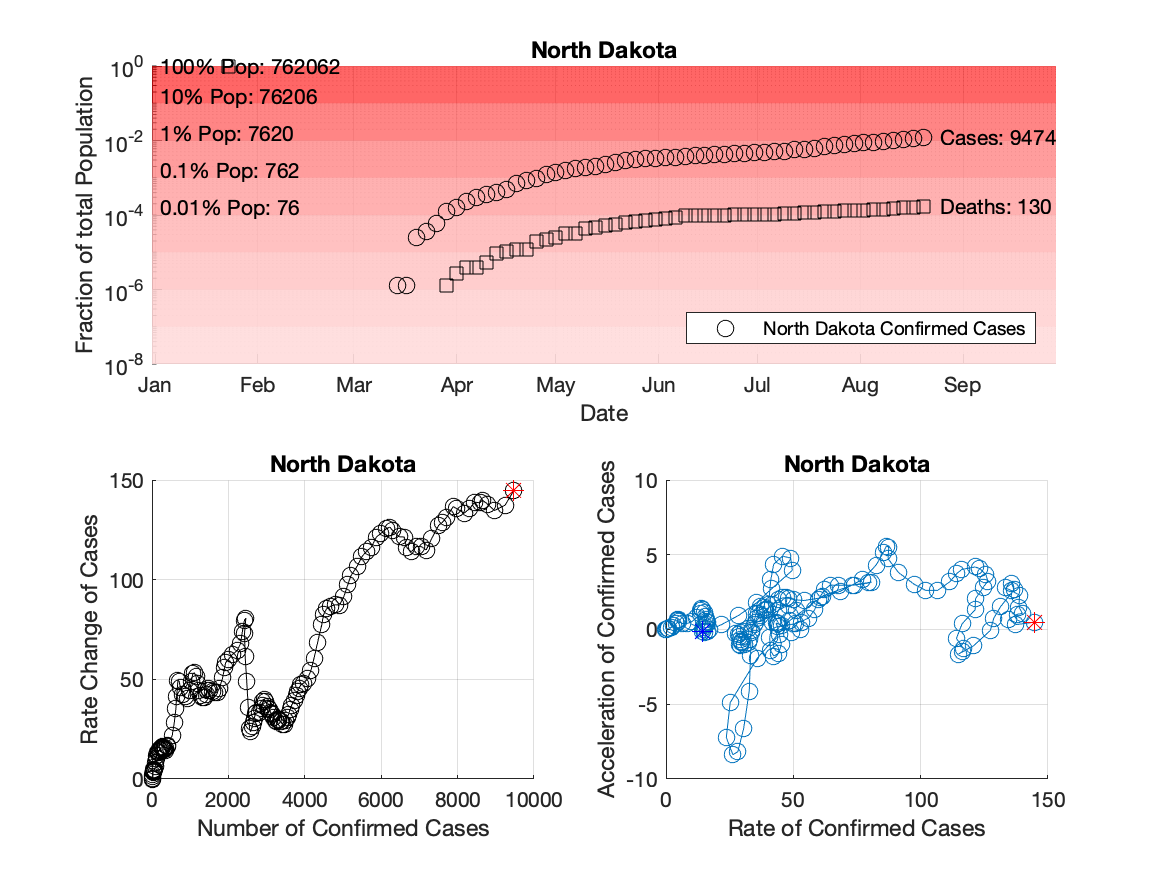 North Dakota
10^0
10^-2
10^-4
10^-6
10^-8
Fraction of total Population
100% Pop: 762062
10% Pop: 76206
1% Pop: 7620
0.1% Pop: 762
0.01% Pop: 76
Cases: 9474
Deaths: 130
North Dakota Confirmed Cases
Jan Feb Mar Apr May Jun Jul Aug Sep
Date
North Dakota
150
100
50
0
Rate Change of Cases
0 2000 4000 6000 8000 10000
Number of Confirmed Cases
North Dakota
10
5
0
-5
-10
Acceleration of Confirmed Cases
0 50 100 150
Rate of Confirmed Cases